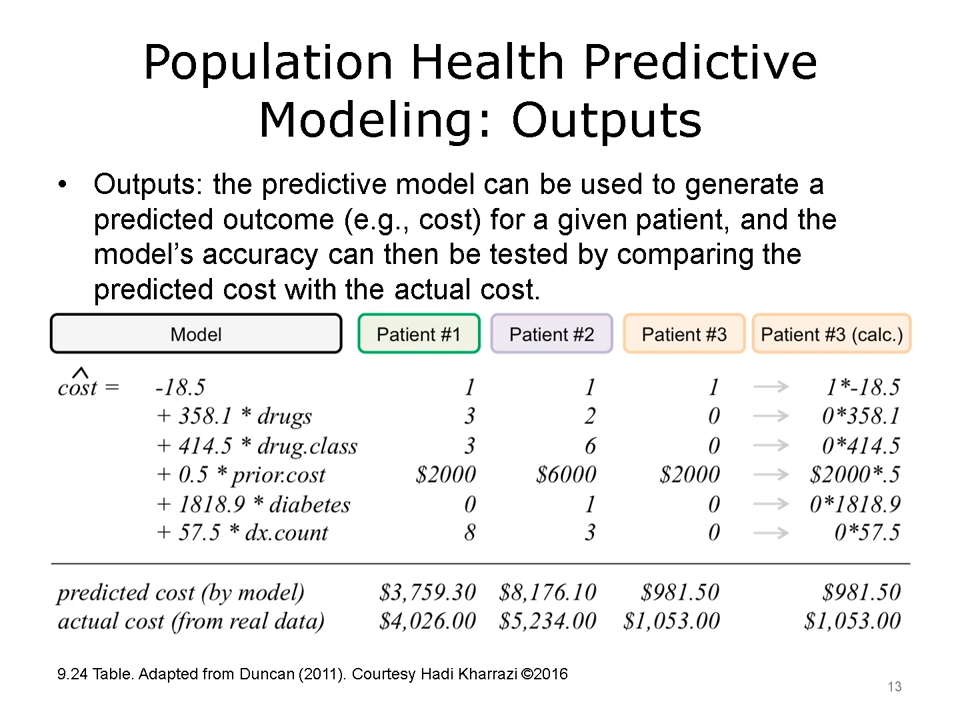 Population Health Predictive
Modeling: Outputs
• Outputs: the predictive model can be used to generate a
predicted outcome (e.g., cost) for a given patient, and the
model’s accuracy can then be tested by comparing the
predicted cost with the actual cost.
Model Patient #1 Patient #2 Patient #3 Patient #3 (calc.)
^
cost = -18.5 1 1 1 → 1*-18.5
+ 358.1 * drugs 3 2 0 → 0*358.1
+ 414.5 * drug.class 3 6 0 → 0*414.5
+ 0.5 * prior.cost $2000 $6000 $2000 → $2000*.5
+ 1818.9 * diabetes 0 1 0 → 0*1818.9
+ 57.5 * dx.count 8 3 0 → 0*57.5
predicted cost (by model) $3,759.30 $8,176.10 $981.50 $981.50
actual cost (from real data) $4,026.00 $5,234.00 $1,053.00 $1,053.00
9.24 Table. Adapted from Duncan (2011). Courtesy Hadi Kharrazi ©2016
13